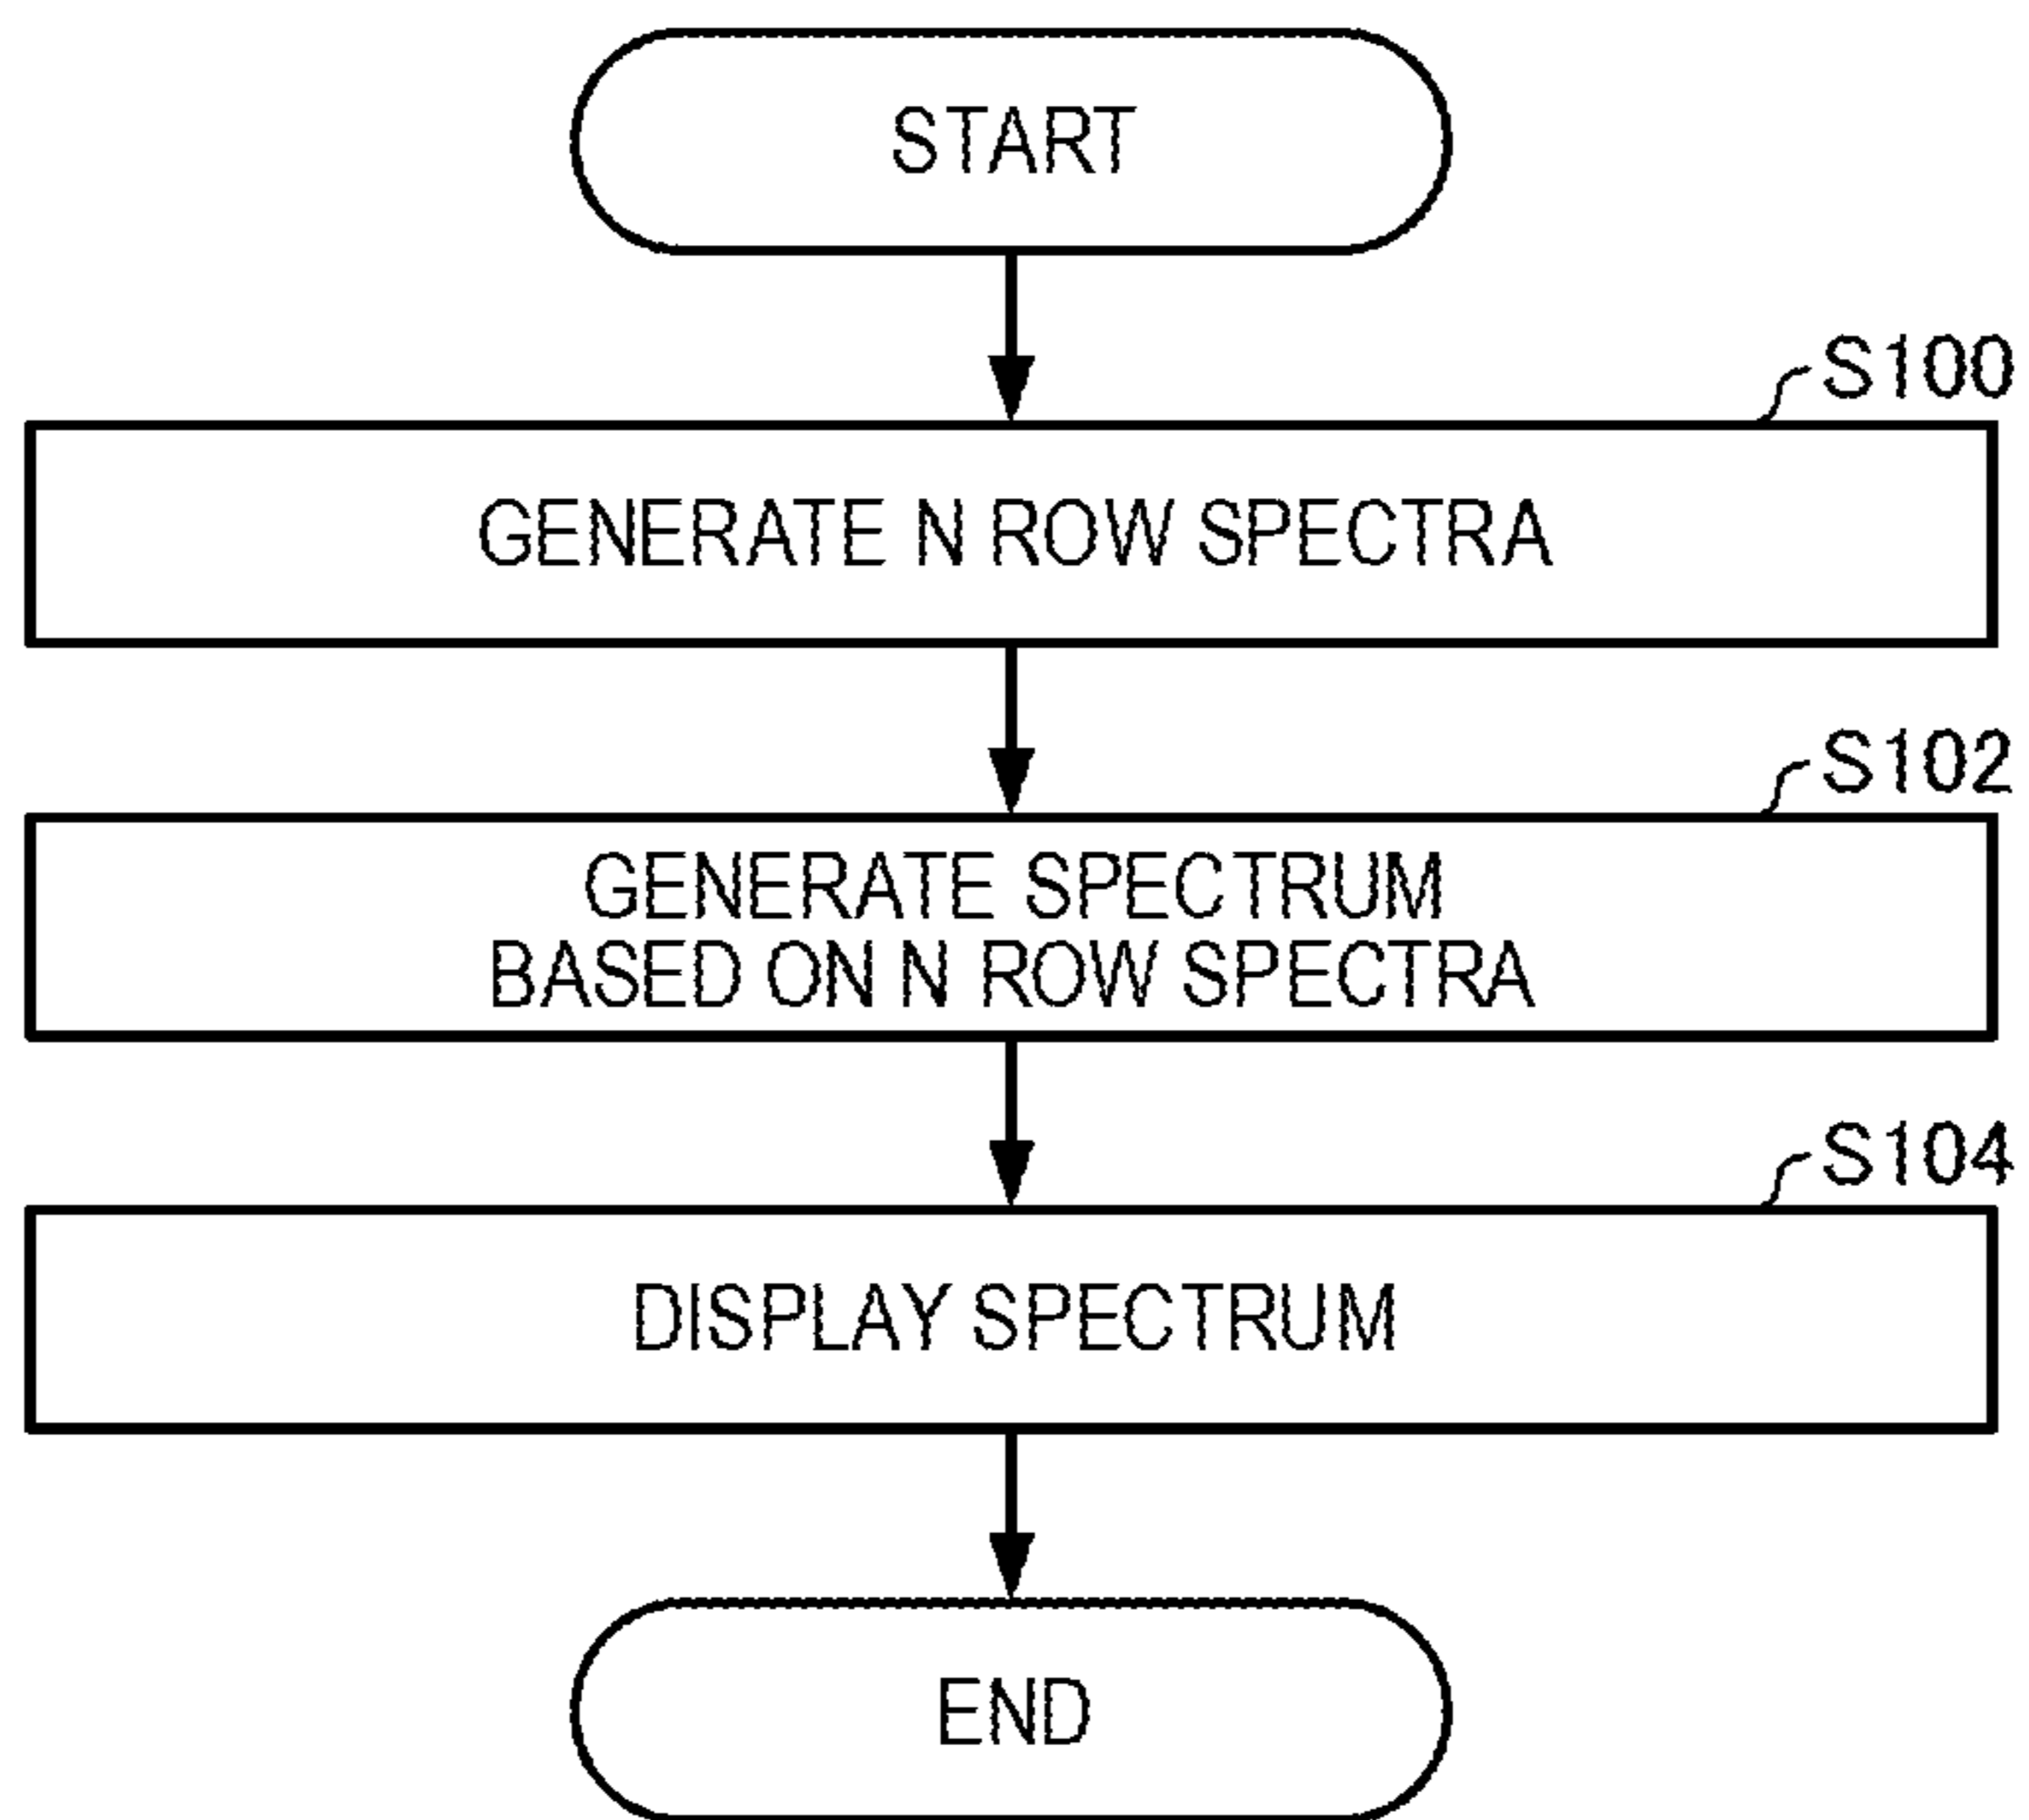 START
S100
GENERATE N ROW SPECTRA
S102
GENERATE SPECTRUM
BASED ON N ROW SPECTRA
S104
DISPLAY SPECTRUM
END